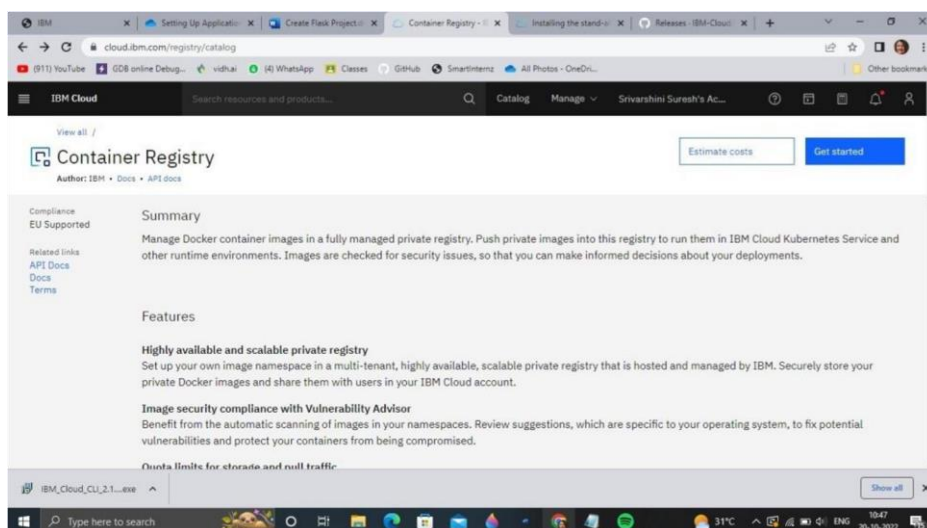 IBM
Setting Up Applicatio
Create Flask Project
Container Registry -
Installing the stand-al
Releases · IBM-Cloud
cloud.ibm.com/registry/catalog
(911) YouTube
GDB online Debug...
vidh.ai
(4) WhatsApp
Classes
GitHub
Smartinternz
All Photos - OneDri...
Other bookmark
IBM Cloud
Search resources and products...
Catalog
Manage
Srivarshini Suresh's Ac...
View all /
Container Registry
Author: IBM • Docs • API docs
Estimate costs
Get started
Compliance
EU Supported
Related links
API Docs
Docs
Terms
Summary
Manage Docker container images in a fully managed private registry. Push private images into this registry to run them in IBM Cloud Kubernetes Service and
other runtime environments. Images are checked for security issues, so that you can make informed decisions about your deployments.
Features
Highly available and scalable private registry
Set up your own image namespace in a multi-tenant, highly available, scalable private registry that is hosted and managed by IBM. Securely store your
private Docker images and share them with users in your IBM Cloud account.
Image security compliance with Vulnerability Advisor
Benefit from the automatic scanning of images in your namespaces. Review suggestions, which are specific to your operating system, to fix potential
vulnerabilities and protect your containers from being compromised.
Quota limits for storage and pull traffic
IBM_Cloud_CLI_2.1....exe
Show all
Type here to search
31°C
ENG
10:47
20-10-2022